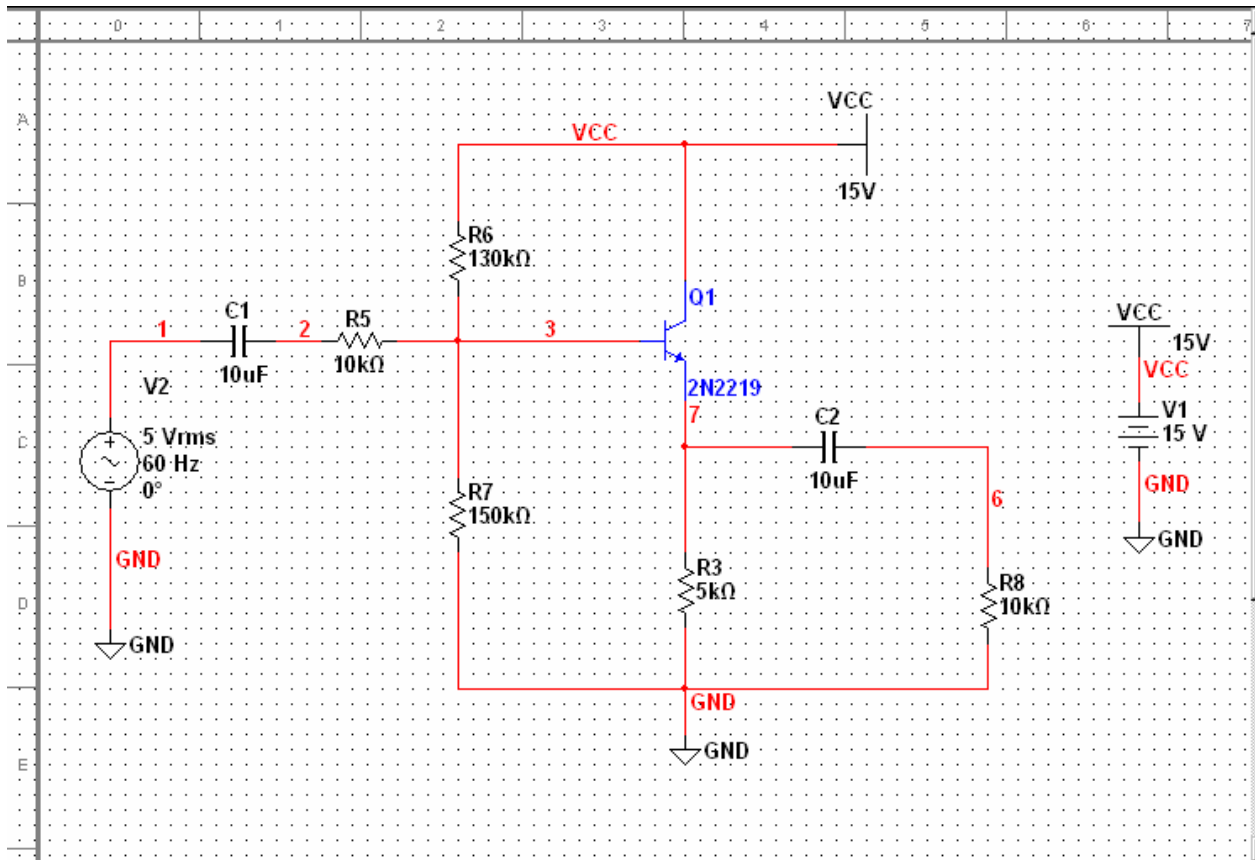 0 1 2 3 4 5 6 7
A
B
C
D
E
VCC
15V
VCC
R6
130kΩ
Q1
2N2219
C1
10uF
1
2
R5
10kΩ
3
V2
5 Vrms
60 Hz
0°
GND
GND
R7
150kΩ
7
C2
10uF
6
R3
5kΩ
R8
10kΩ
GND
GND
VCC
15V
VCC
V1
15 V
GND
GND